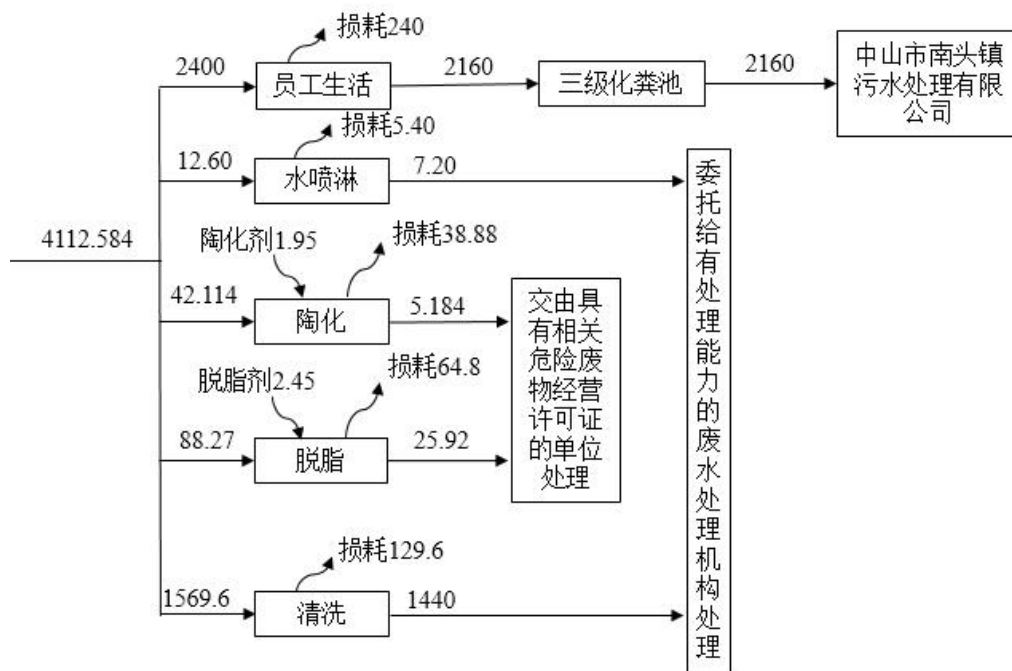 损耗240
2400
员工生活
2160
三级化粪池
2160
中山市南头镇
污水处理有限
公司
损耗5.40
12.60
水喷淋
7.20
委托给有处理能力的废水处理机构处理
4112.584
陶化剂1.95
损耗38.88
42.114
陶化
5.184
交由具
有相关
危险废
物经营
许可证
的单位
处理
脱脂剂2.45
损耗64.8
88.27
脱脂
25.92
损耗129.6
1569.6
清洗
1440